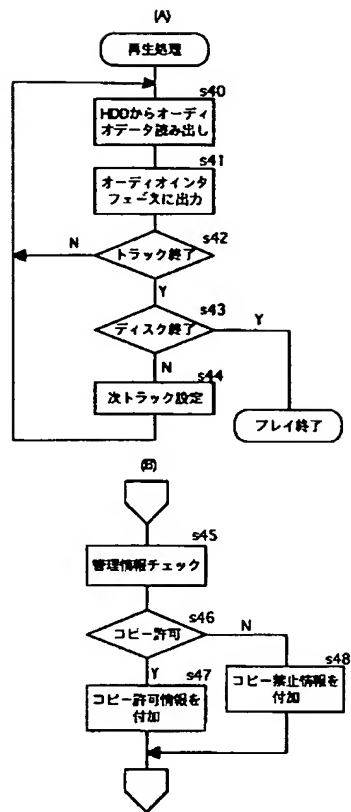 (A)
再生処理
s40
HDDからオーディ
オデータ読み出し
s41
オーディオインタ
フェースに出力
s42
トラック終了
N
Y
s43
ディスク終了
Y
N
s44
次トラック設定
プレイ終了
(B)
s45
管理情報チェック
s46
コピー許可
N
Y
s47
コピー許可情報を
付加
s48
コピー禁止情報を
付加